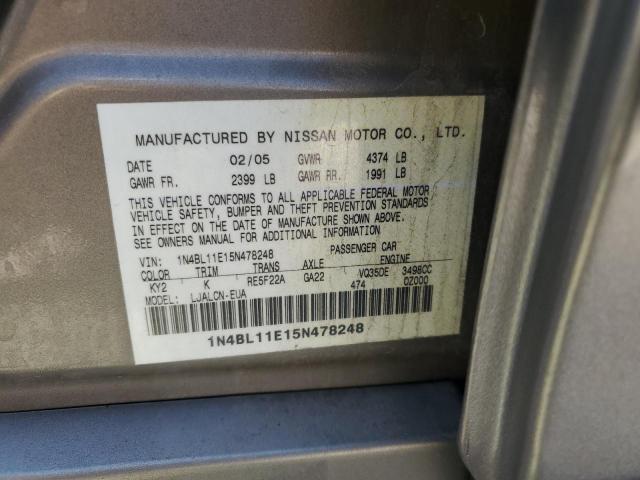 MANUFACTURED BY NISSAN MOTOR CO., LTD.
DATE 02/05 GVWR 4374 LB
GAWR FR. 2399 LB GAWR RR. 1991 LB
THIS VEHICLE CONFORMS TO ALL APPLICABLE FEDERAL MOTOR
VEHICLE SAFETY, BUMPER AND THEFT PREVENTION STANDARDS
IN EFFECT ON THE DATE OF MANUFACTURE SHOWN ABOVE.
SEE OWNERS MANUAL FOR ADDITIONAL INFORMATION
VIN: 1N4BL11E15N478248 PASSENGER CAR
COLOR TRIM TRANS AXLE ENGINE
KY2 K RE5F22A GA22 VQ35DE 3498CC
MODEL: LJALCN-EUA 474 OZ000
1N4BL11E15N478248